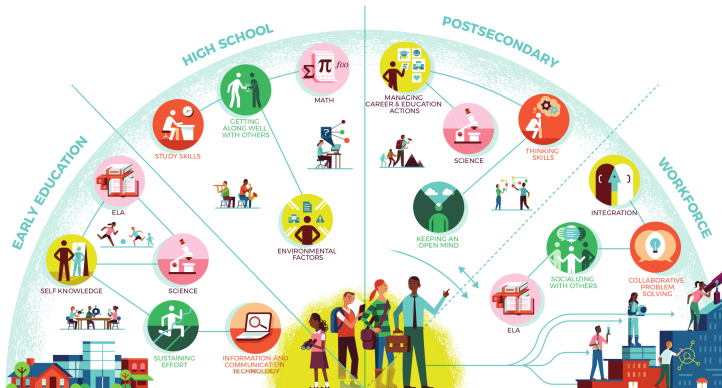 EARLY EDUCATION
HIGH SCHOOL
POSTSECONDARY
WORKFORCE
ELA
SELF KNOWLEDGE
SCIENCE
SUSTAINING
EFFORT
INFORMATION AND
COMMUNICATION
TECHNOLOGY
STUDY SKILLS
GETTING
ALONG WELL
WITH OTHERS
Σ π f(x)
MATH
ENVIRONMENTAL
FACTORS
MANAGING
CAREER & EDUCATION
ACTIONS
SCIENCE
THINKING
SKILLS
KEEPING AN
OPEN MIND
INTEGRATION
SOCIALIZING
WITH OTHERS
COLLABORATIVE
PROBLEM
SOLVING
ELA